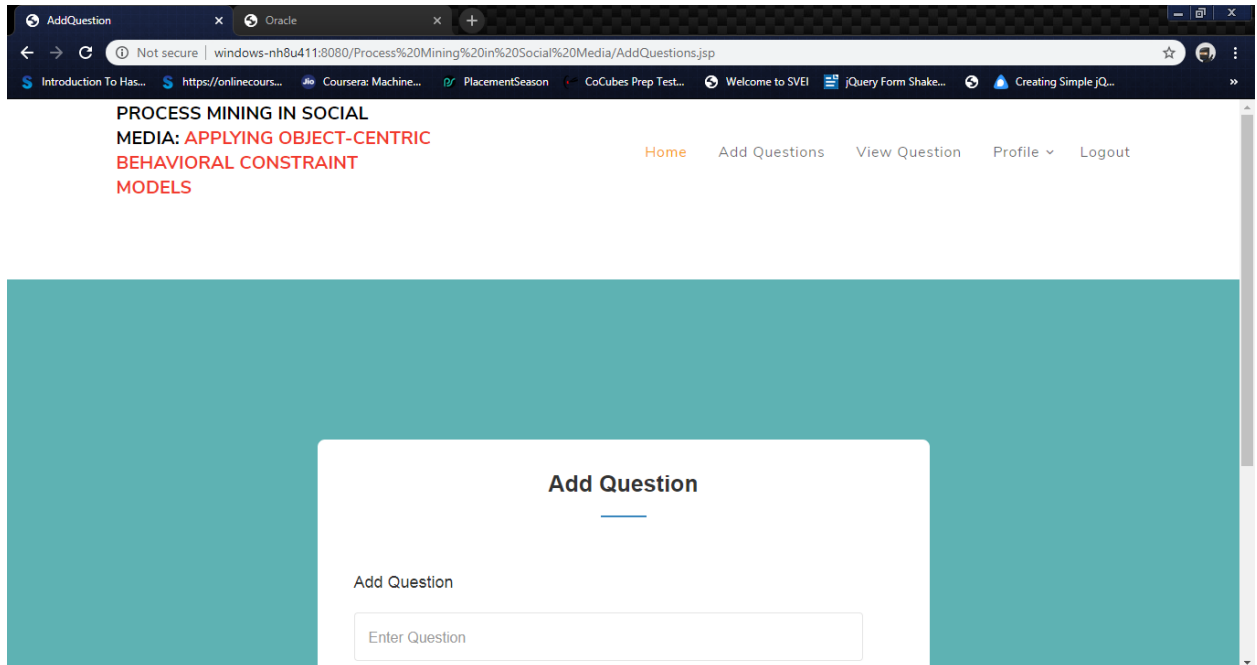 AddQuestion
Oracle
Not secure | windows-nh8u411:8080/Process%20Mining%20in%20Social%20Media/AddQuestions.jsp
Introduction To Has... https://onlinecours... Jio Coursera: Machine... PlacementSeason CoCubes Prep Test... Welcome to SVEI jQuery Form Shake... Creating Simple jQ... »
PROCESS MINING IN SOCIAL
MEDIA: APPLYING OBJECT-CENTRIC
BEHAVIORAL CONSTRAINT
MODELS
Home Add Questions View Question Profile Logout
Add Question
Add Question
Enter Question